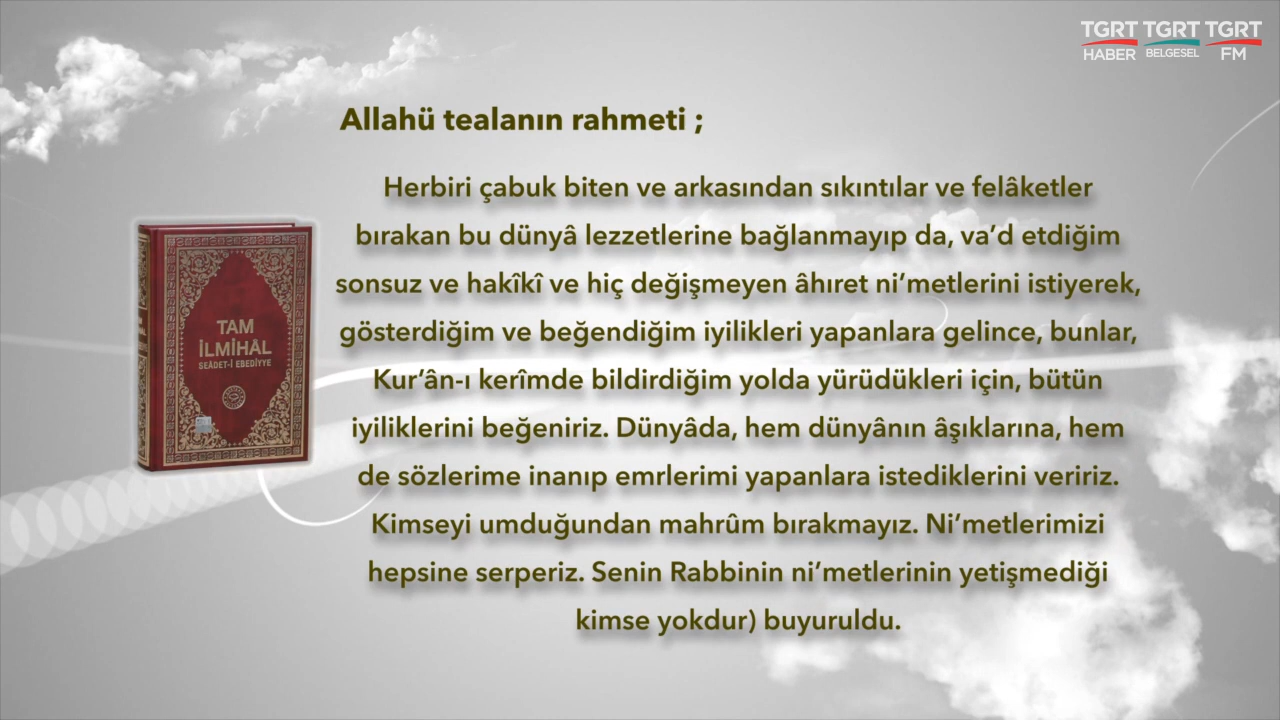 TGRT TGRT TGRT
HABER BELGESEL FM
Allahü tealanın rahmeti ;
Herbiri çabuk biten ve arkasından sıkıntılar ve felâketler
bırakan bu dünyâ lezzetlerine bağlanmayıp da, va’d etdiğim
sonsuz ve hakîkî ve hiç değişmeyen âhıret ni’metlerini istiyerek,
gösterdiğim ve beğendiğim iyilikleri yapanlara gelince, bunlar,
Kur’ân-ı kerîmde bildirdiğim yolda yürüdükleri için, bütün
iyiliklerini beğeniriz. Dünyâda, hem dünyânın âşıklarına, hem
de sözlerime inanıp emrlerimi yapanlara istediklerini veririz.
Kimseyi umduğundan mahrûm bırakmayız. Ni’metlerimizi
hepsine serperiz. Senin Rabbinin ni’metlerinin yetişmediği
kimse yokdur) buyuruldu.
TAM
İLMİHÂL
SEÂDET-İ EBEDİYYE